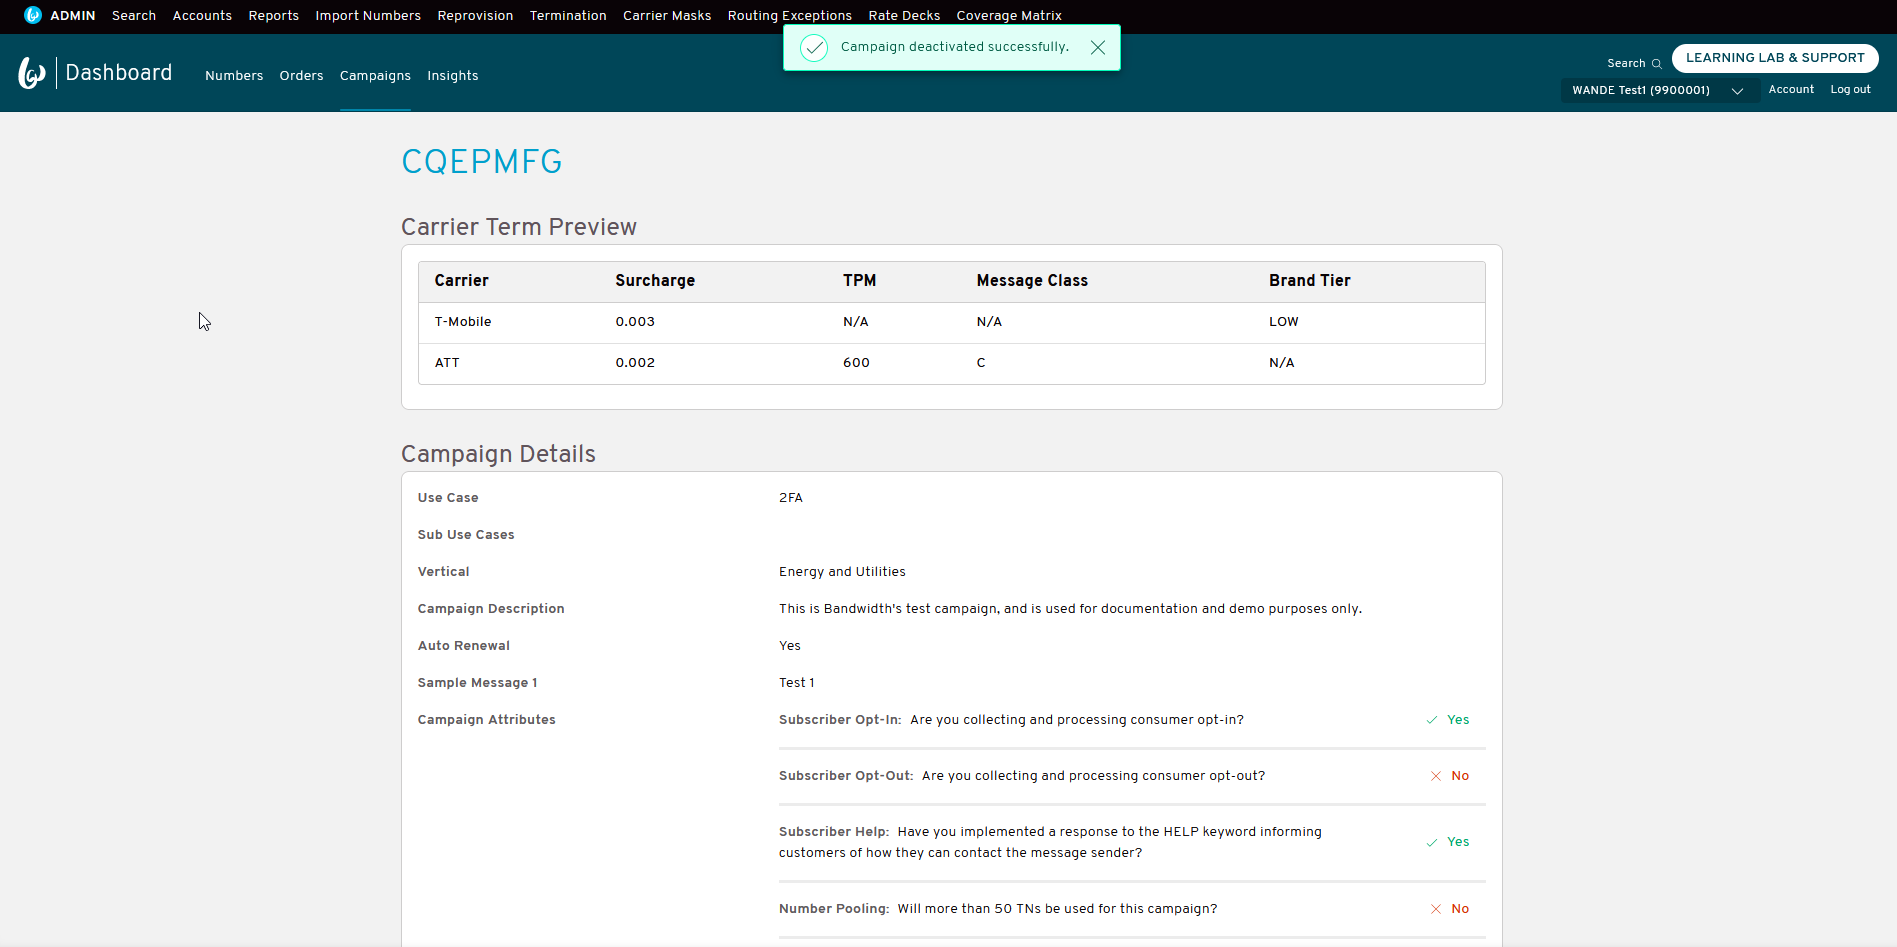 ADMIN Search Accounts Reports Import Numbers Reprovision Termination Carrier Masks Routing Exceptions Rate Decks Coverage Matrix
Campaign deactivated successfully.
Dashboard Numbers Orders Campaigns Insights
Search LEARNING LAB & SUPPORT
WANDE Test1 (9900001) Account Log out
CQEPMFG
Carrier Term Preview
Carrier Surcharge TPM Message Class Brand Tier
T-Mobile 0.003 N/A N/A LOW
ATT 0.002 600 C N/A
Campaign Details
Use Case 2FA
Sub Use Cases
Vertical Energy and Utilities
Campaign Description This is Bandwidth's test campaign, and is used for documentation and demo purposes only.
Auto Renewal Yes
Sample Message 1 Test 1
Campaign Attributes Subscriber Opt-In: Are you collecting and processing consumer opt-in? Yes
Subscriber Opt-Out: Are you collecting and processing consumer opt-out? No
Subscriber Help: Have you implemented a response to the HELP keyword informing
customers of how they can contact the message sender? Yes
Number Pooling: Will more than 50 TNs be used for this campaign? No